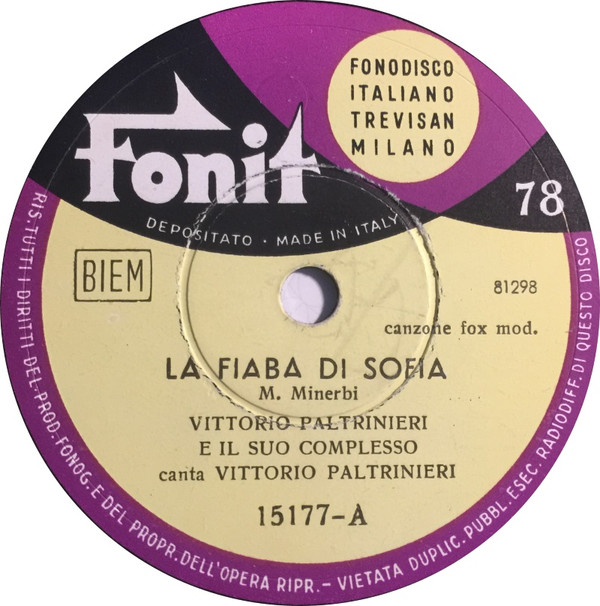 Fonit
FONODISCO
ITALIANO
TREVISAN
MILANO
78
DEPOSITATO · MADE IN ITALY
BIEM
81298
canzone fox mod.
LA FIABA DI SOFIA
M. Minerbi
VITTORIO PALTRINIERI
E IL SUO COMPLESSO
canta VITTORIO PALTRINIERI
15177-A
RIS. TUTTI I DIRITTI DEL PROD. FONOG. E DEL PROPR. DELL'OPERA RIPR. - VIETATA DUPLIC. PUBBL. ESEC. RADIODIFF. DI QUESTO DISCO